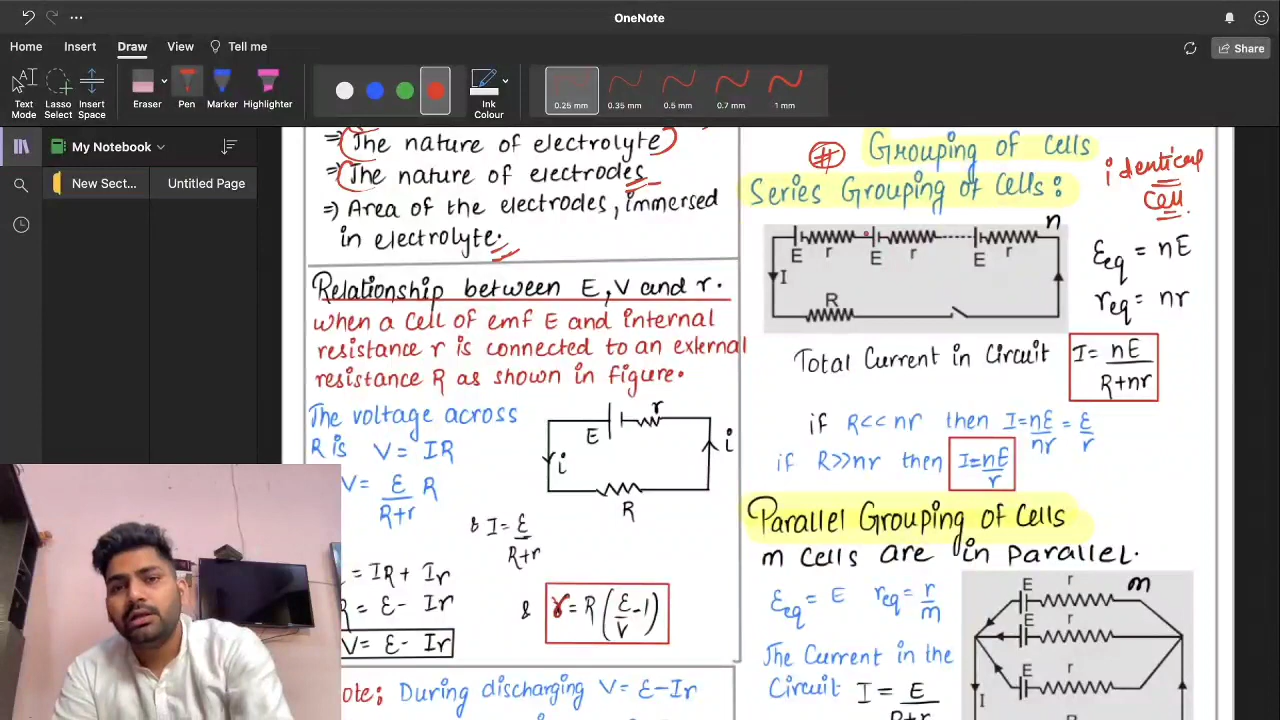 OneNote
Home Insert Draw View Tell me
Share
Text Mode
Lasso Select
Insert Space
Eraser
Pen
Marker
Highlighter
Ink Colour
0.25 mm
0.35 mm
0.5 mm
0.7 mm
1 mm
My Notebook
New Sect...
Untitled Page
⇒ The nature of electrolyte
⇒ The nature of electrodes
⇒ Area of the electrodes, immersed
in electrolyte.
Relationship between E, V and r.
When a Cell of emf E and internal
resistance r is connected to an external
resistance R as shown in figure.
The voltage across
R is V = IR
V = ε/(R+r) R
& I = ε/(R+r)
= IR + Ir
= ε - Ir
V = ε - Ir
& r = R(ε/V - 1)
E r
i i
R
ote: During discharging V = ε - Ir
# Grouping of Cells
identical
Cell
Series Grouping of Cells:
n
E r E r E r
I
R
εeq = nE
req = nr
Total Current in Circuit I = nE/(R+nr)
if R<<nr then I = nE/nr = ε/r
if R>>nr then I = nE/r
Parallel Grouping of Cells
m Cells are in parallel.
εeq = E req = r/m
The Current in the
Circuit I = E
E r m
E r
E r
I